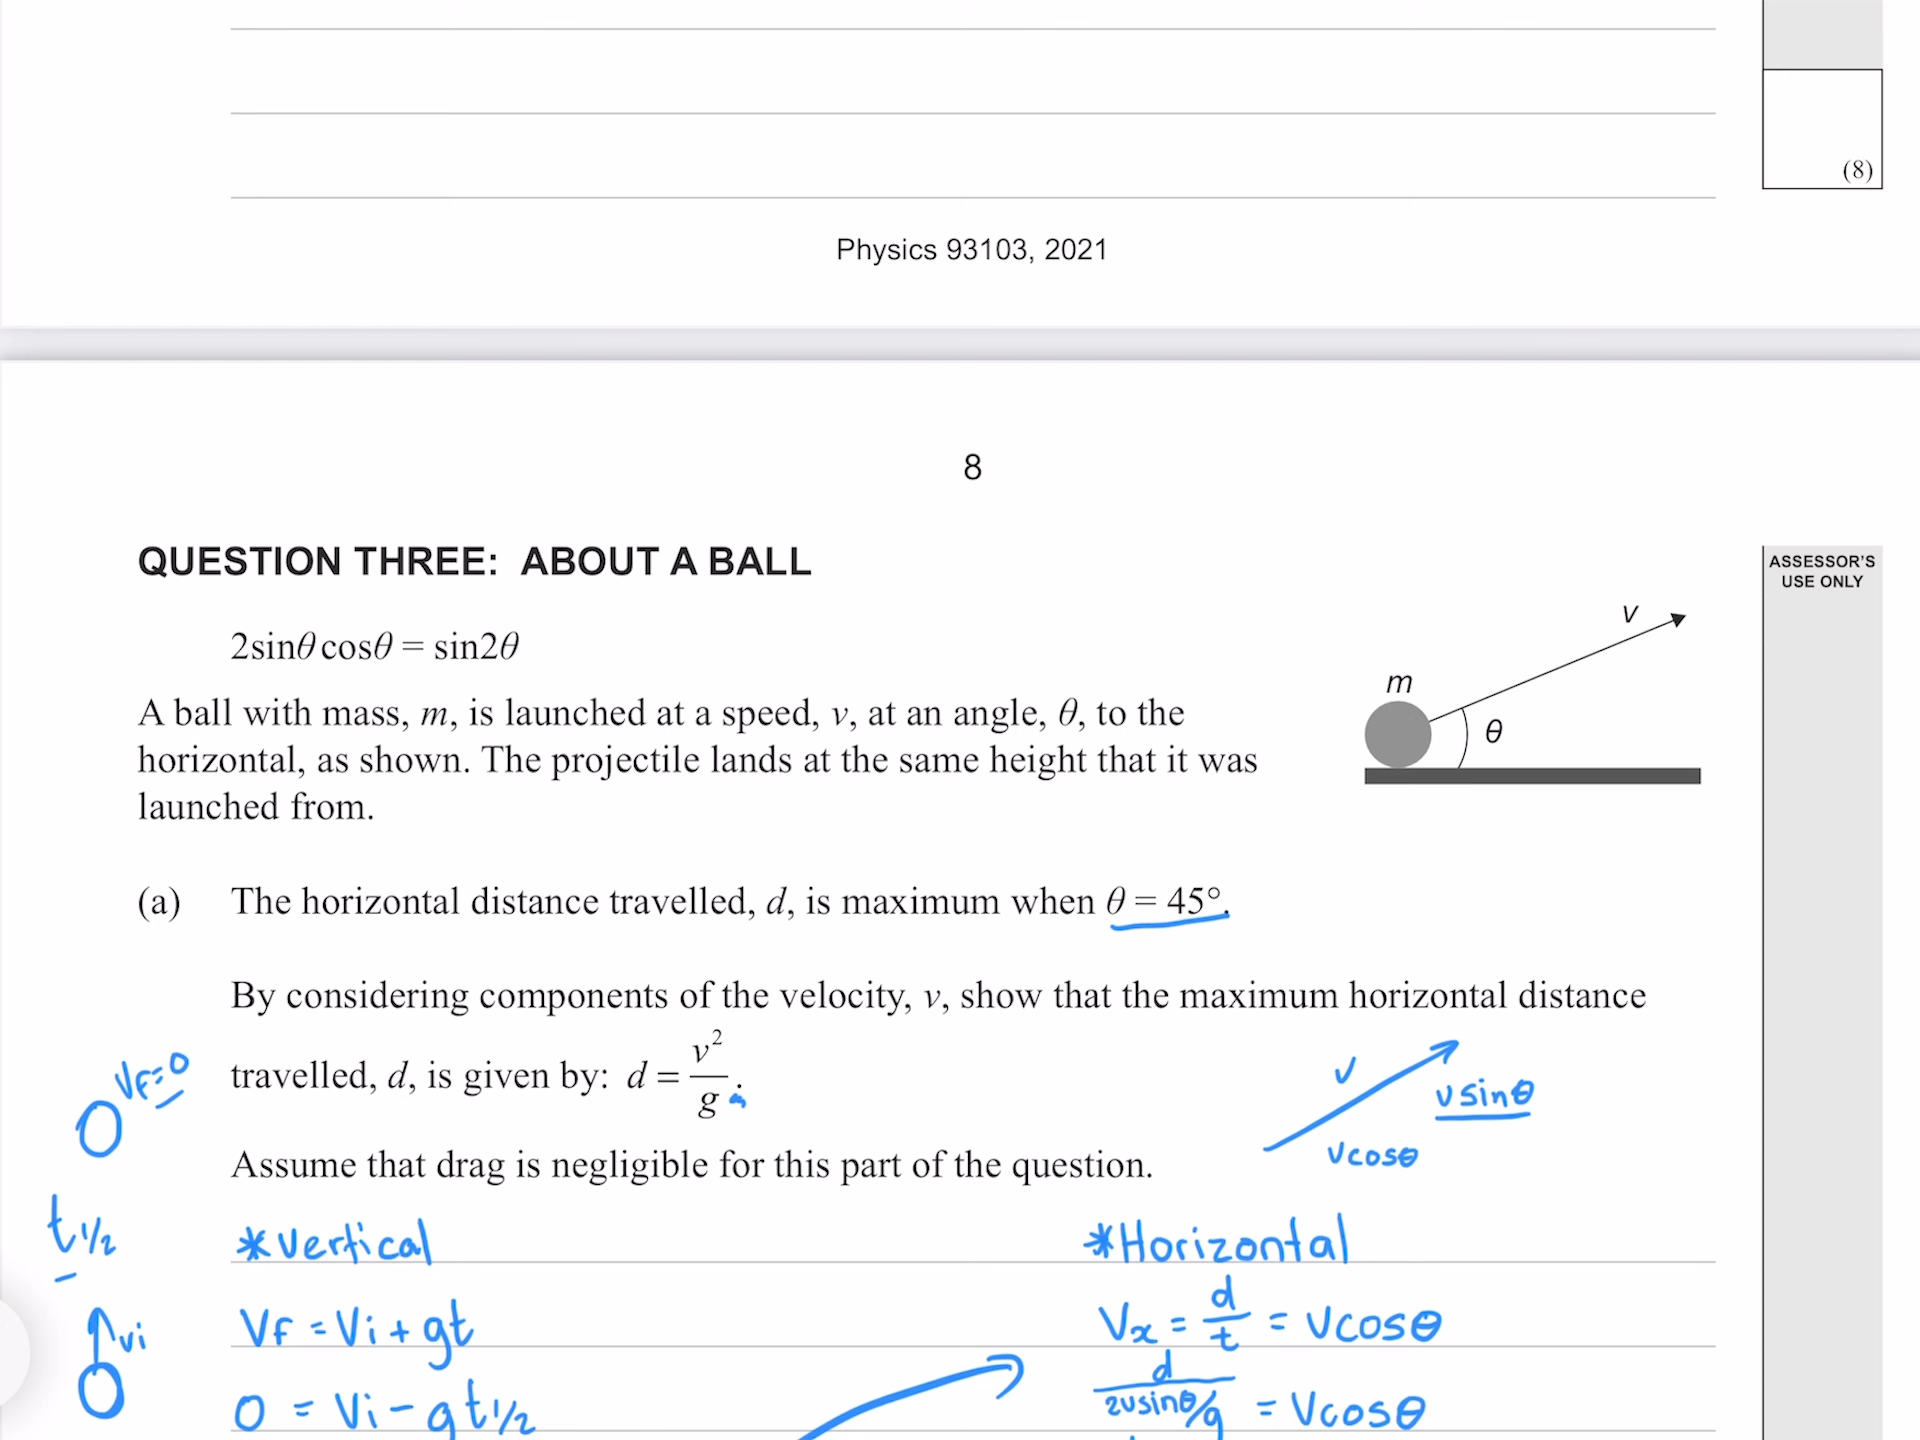 (8)
Physics 93103, 2021
8
QUESTION THREE: ABOUT A BALL
ASSESSOR'S
USE ONLY
2sinθ cosθ = sin2θ
A ball with mass, m, is launched at a speed, v, at an angle, θ, to the
horizontal, as shown. The projectile lands at the same height that it was
launched from.
v
m
θ
(a) The horizontal distance travelled, d, is maximum when θ = 45°.
By considering components of the velocity, v, show that the maximum horizontal distance
travelled, d, is given by: d = v²/g.
Assume that drag is negligible for this part of the question.
Vf=0
v
vsinθ
vcosθ
t1/2
vi
*Vertical
Vf = Vi + gt
0 = Vi - gt1/2
*Horizontal
Vx = d/t = Vcosθ
d/(2vsinθ/g) = Vcosθ